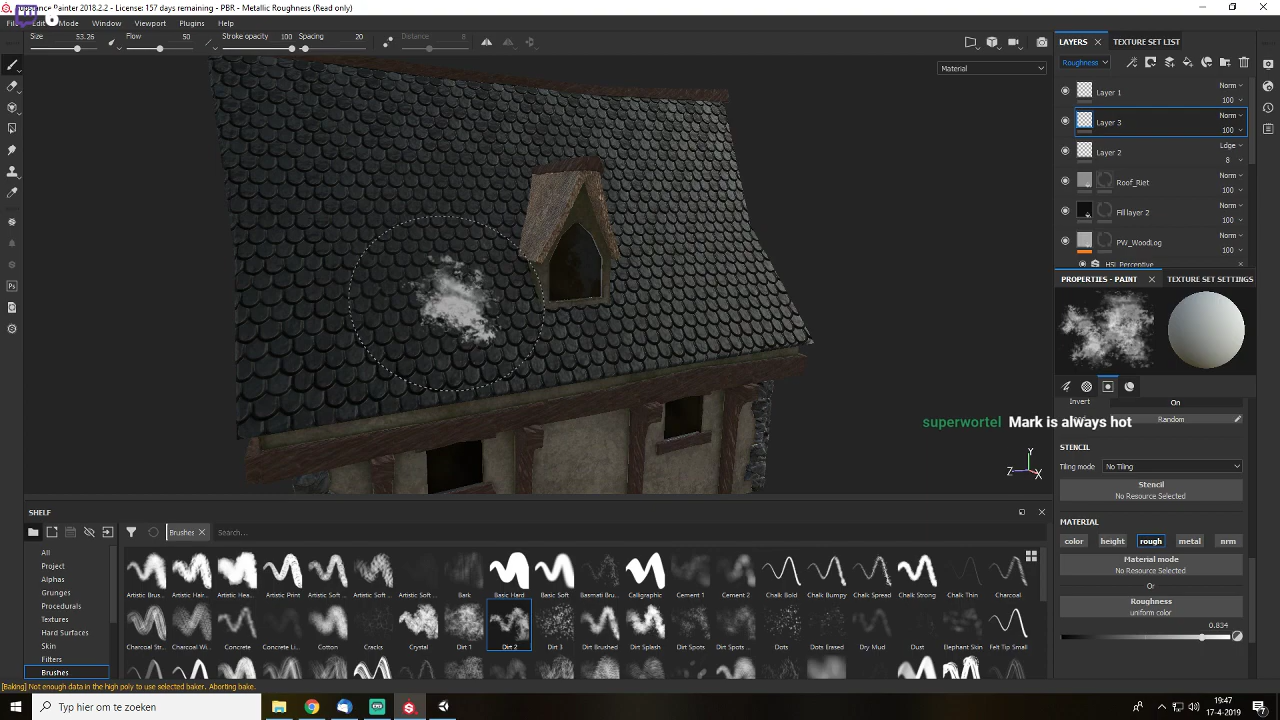 Substance Painter 2018.2.2 - License: 157 days remaining - PBR - Metallic Roughness (Read only)
6
Edit Mode Window Viewport Plugins Help
Size 53.26 Flow 50 Stroke opacity 100 Spacing 20 Distance 8
Material
LAYERS TEXTURE SET LIST
Roughness
Layer 1 Norm 100
Layer 3 Norm 100
Layer 2 Ldge 8
Roof_Riet Norm 100
Fill layer 2 Norm 100
PW_WoodLog Norm 100
HSL Perceptive
PROPERTIES - PAINT TEXTURE SET SETTINGS
Invert On
Random
superwortel Mark is always hot
STENCIL
Tiling mode No Tiling
Stencil
No Resource Selected
MATERIAL
color height rough metal nrm
Material mode
No Resource Selected
Or
Roughness
uniform color
0.834
Y
Z X
SHELF
Brushes Search...
All
Project
Alphas
Grunges
Procedurals
Textures
Hard Surfaces
Skin
Filters
Brushes
Artistic Brus... Artistic Hair... Artistic Hea... Artistic Print Artistic Soft ... Artistic Soft ... Artistic Soft ... Bark Basic Hard Basic Soft Basmati Bru... Calligraphic Cement 1 Cement 2 Chalk Bold Chalk Bumpy Chalk Spread Chalk Strong Chalk Thin Charcoal
Charcoal Str... Charcoal Wi... Concrete Concrete Li... Cotton Cracks Crystal Dirt 1 Dirt 2 Dirt 3 Dirt Brushed Dirt Splash Dirt Spots Dirt Spots ... Dots Dots Erased Dry Mud Dust Elephant Skin Felt Tip Small
[Baking] Not enough data in the high poly to use selected baker. Aborting bake.
Typ hier om te zoeken
19:47
17-4-2019